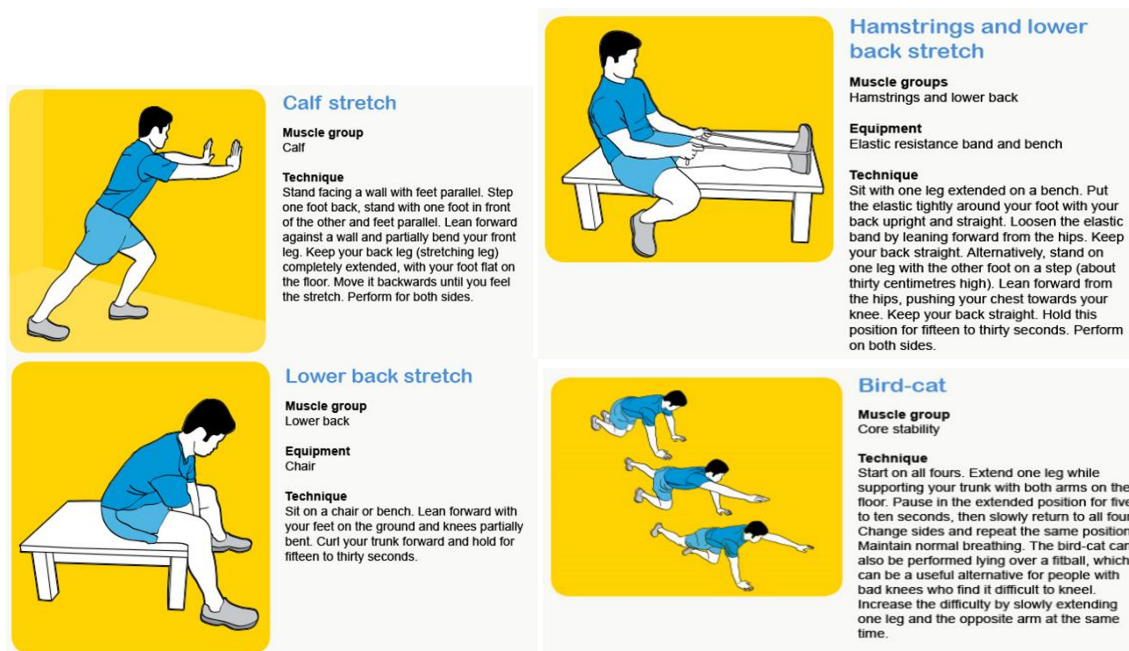 Calf stretch
Muscle group
Calf
Technique
Stand facing a wall with feet parallel. Step
one foot back, stand with one foot in front
of the other and feet parallel. Lean forward
against a wall and partially bend your front
leg. Keep your back leg (stretching leg)
completely extended, with your foot flat on
the floor. Move it backwards until you feel
the stretch. Perform for both sides.
Hamstrings and lower
back stretch
Muscle groups
Hamstrings and lower back
Equipment
Elastic resistance band and bench
Technique
Sit with one leg extended on a bench. Put
the elastic tightly around your foot with your
back upright and straight. Loosen the elastic
band by leaning forward from the hips. Keep
your back straight. Alternatively, stand on
one leg with the other foot on a step (about
thirty centimetres high). Lean forward from
the hips, pushing your chest towards your
knee. Keep your back straight. Hold this
position for fifteen to thirty seconds. Perform
on both sides.
Lower back stretch
Muscle group
Lower back
Equipment
Chair
Technique
Sit on a chair or bench. Lean forward with
your feet on the ground and knees partially
bent. Curl your trunk forward and hold for
fifteen to thirty seconds.
Bird-cat
Muscle group
Core stability
Technique
Start on all fours. Extend one leg while
supporting your trunk with both arms on the
floor. Pause in the extended position for five
to ten seconds, then slowly return to all four
Change sides and repeat the same position
Maintain normal breathing. The bird-cat can
also be performed lying over a fitball, which
can be a useful alternative for people with
bad knees who find it difficult to kneel.
Increase the difficulty by slowly extending
one leg and the opposite arm at the same
time.